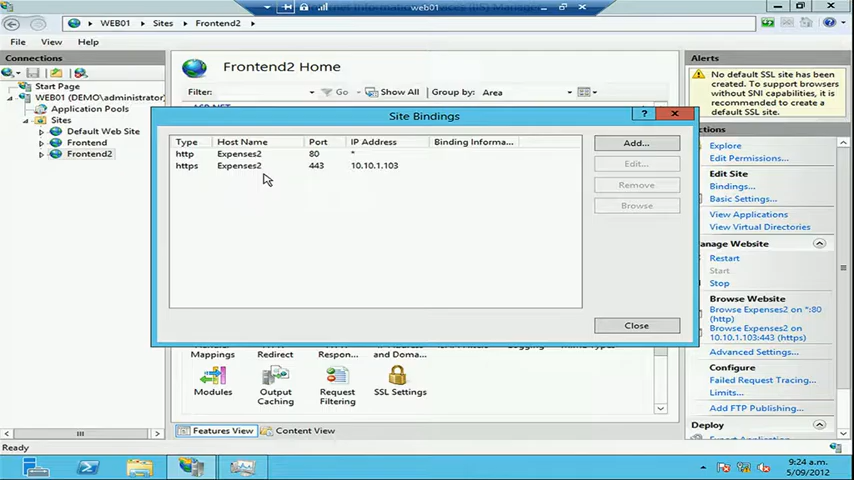 web01
WEB01
Sites
Frontend2
File
View
Help
Connections
Start Page
WEB01 (DEMO\administrator)
Application Pools
Sites
Default Web Site
Frontend
Frontend2
Frontend2 Home
Filter:
Go
Show All
Group by:
Area
Site Bindings
Type
Host Name
Port
IP Address
Binding Informa...
http
Expenses2
80
*
https
Expenses2
443
10.10.1.103
Add...
Edit...
Remove
Browse
Close
Mappings
Redirect
Respon...
and Doma...
Modules
Output
Caching
Request
Filtering
SSL Settings
Features View
Content View
Alerts
No default SSL site has been
created. To support browsers
without SNI capabilities, it is
recommended to create a
default SSL site.
Explore
Edit Permissions...
Edit Site
Bindings...
Basic Settings...
View Applications
View Virtual Directories
Manage Website
Restart
Start
Stop
Browse Website
Browse Expenses2 on *:80
(http)
Browse Expenses2 on
10.10.1.103:443 (https)
Advanced Settings...
Configure
Failed Request Tracing...
Limits...
Add FTP Publishing...
Deploy
Ready
9:24 a.m.
5/09/2012